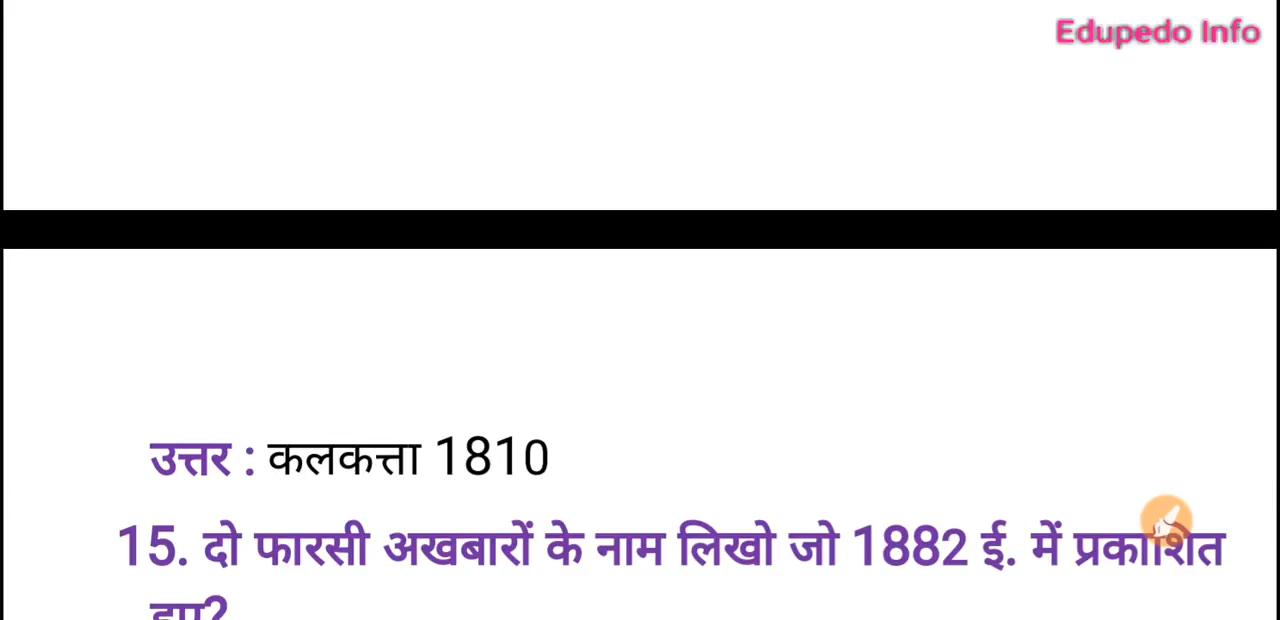 Edupedo Info
उत्तर : कलकत्ता 1810
15. दो फारसी अखबारों के नाम लिखो जो 1882 ई. में प्रकाशित
हुए?